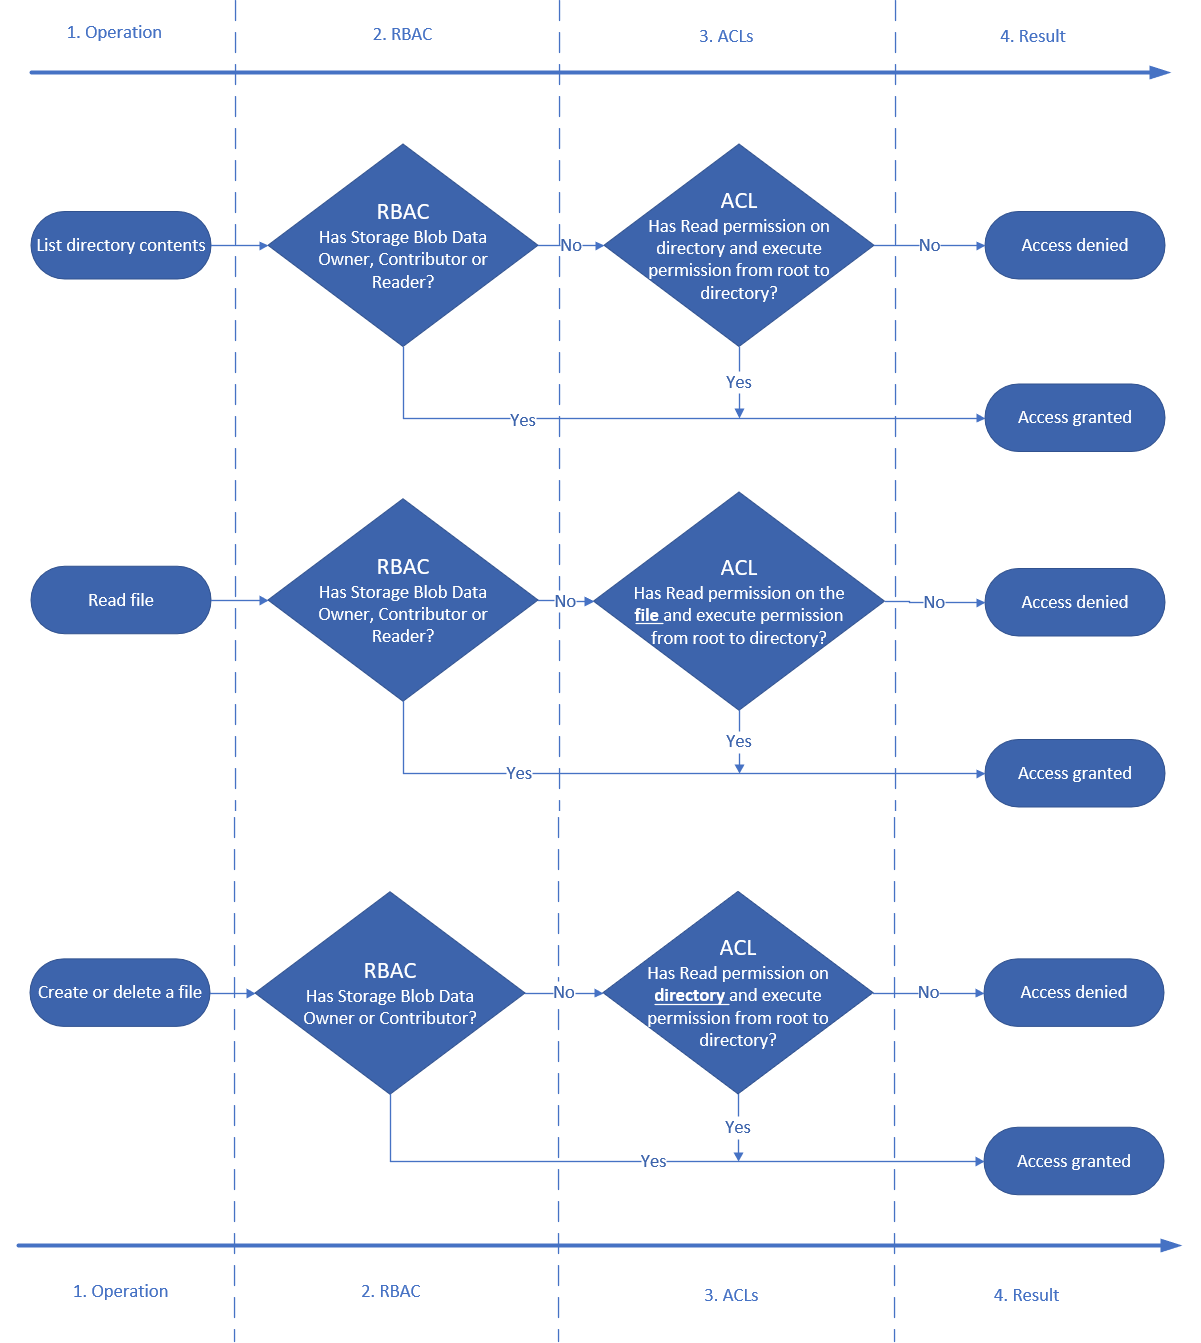 1. Operation
2. RBAC
3. ACLs
4. Result
List directory contents
RBAC
Has Storage Blob Data
Owner, Contributor or
Reader?
No
ACL
Has Read permission on
directory and execute
permission from root to
directory?
No
Access denied
Yes
Yes
Access granted
Read file
RBAC
Has Storage Blob Data
Owner, Contributor or
Reader?
No
ACL
Has Read permission on the
file and execute permission
from root to directory?
No
Access denied
Yes
Yes
Access granted
Create or delete a file
RBAC
Has Storage Blob Data
Owner or Contributor?
No
ACL
Has Read permission on
directory and execute
permission from root to
directory?
No
Access denied
Yes
Yes
Access granted
1. Operation
2. RBAC
3. ACLs
4. Result